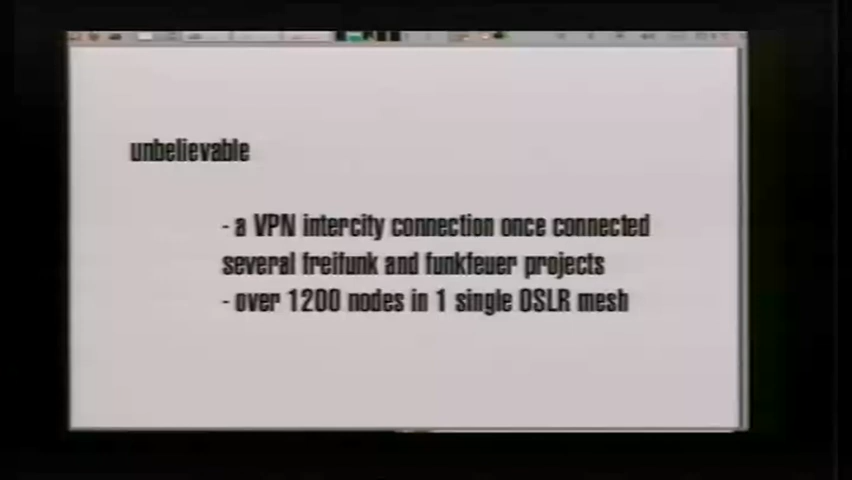 unbelievable
- a VPN intercity connection once connected
several freifunk and funkfeuer projects
- over 1200 nodes in 1 single OSLR mesh